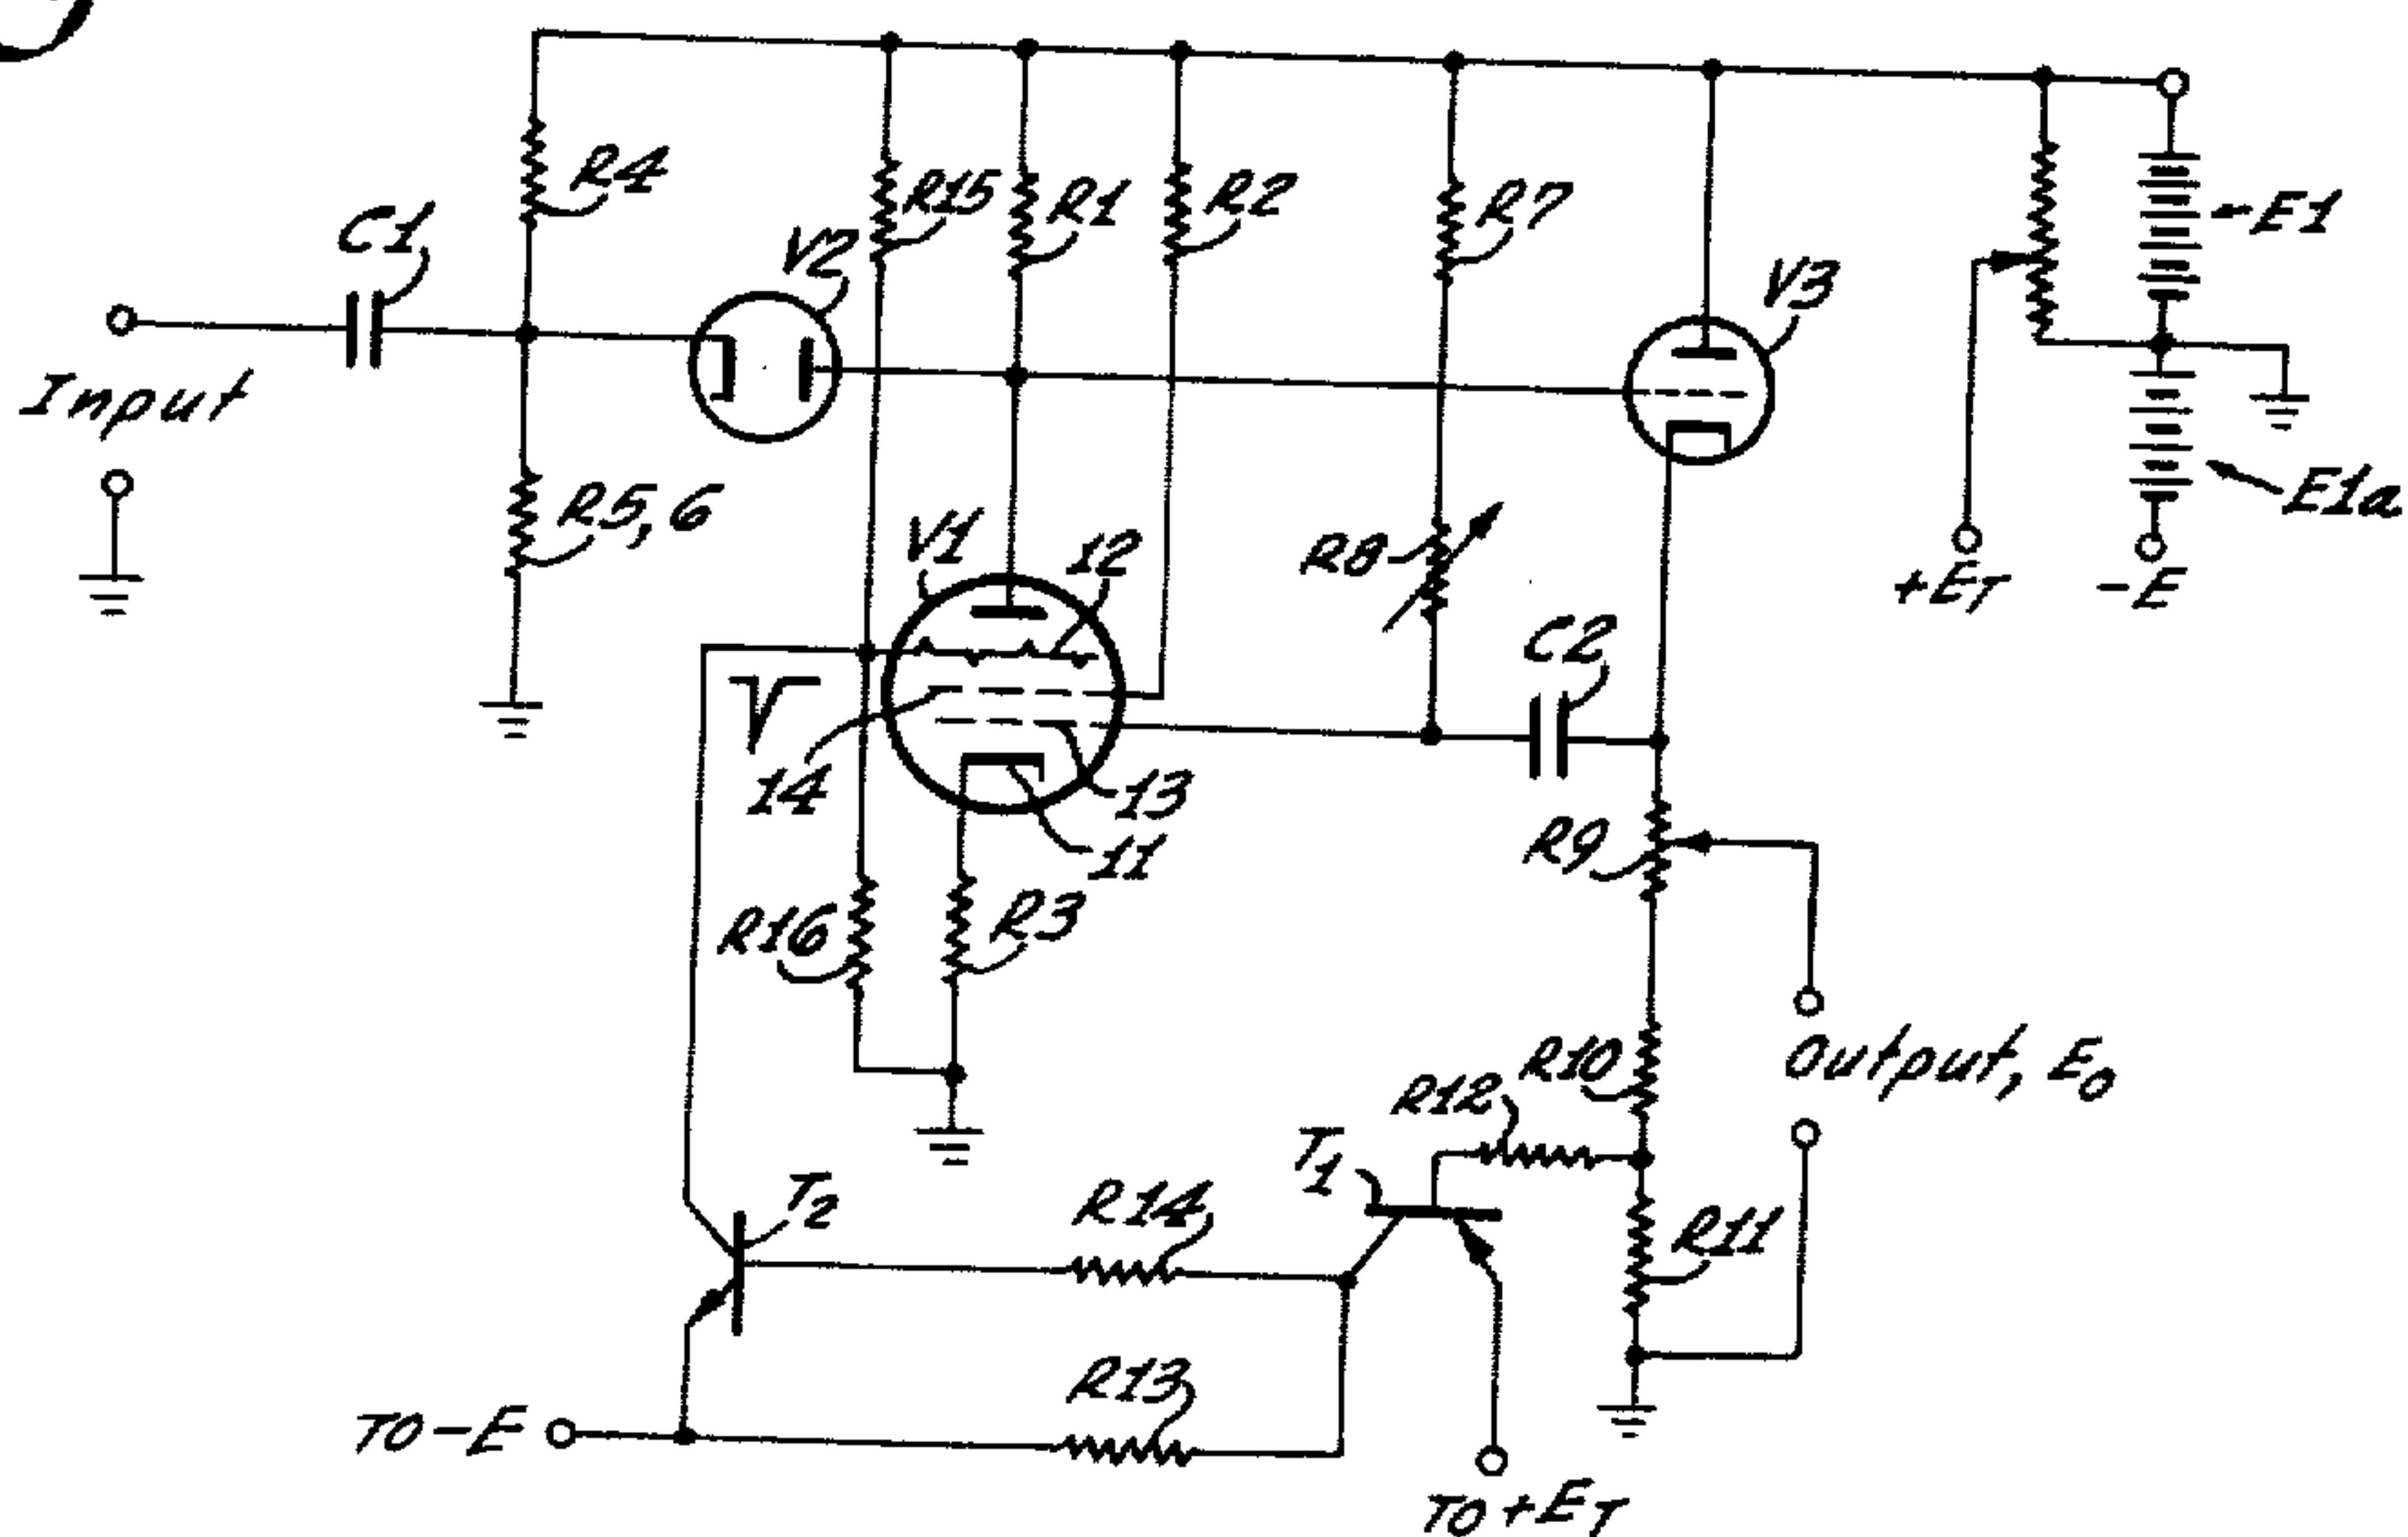 R4
R15
R1
R2
R7
-E1
C1
V2
V3
Input
R5,6
V1
12
R8
E1a
+ET
-E
C2
14
13
11
R9
R16
R3
Output, E0
R10
R12
T1
T2
R14
R11
R13
TO -E
TO +ET